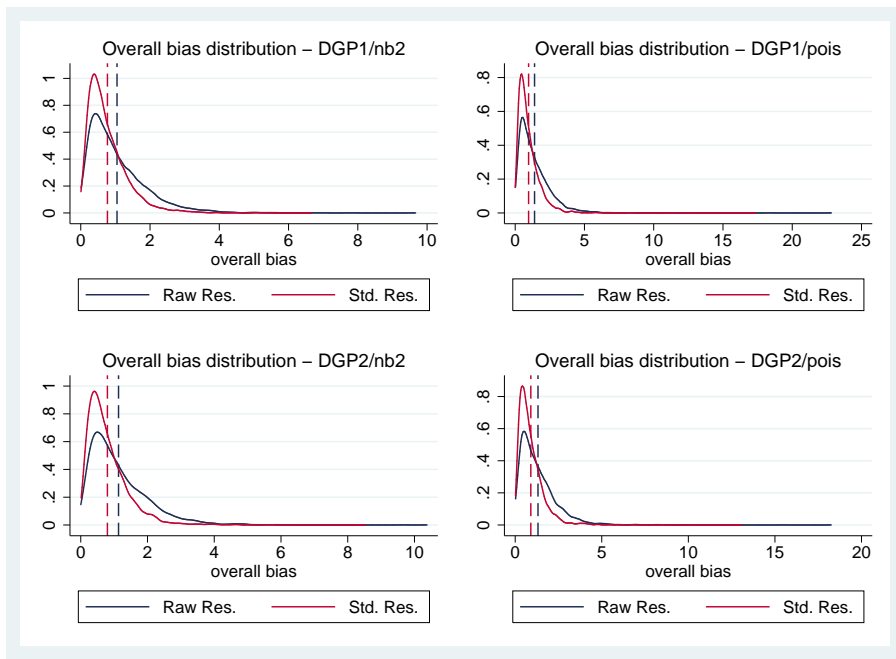 Overall bias distribution – DGP1/nb2
0 .2 .4 .6 .8 1
0 2 4 6 8 10
overall bias
Raw Res. Std. Res.
Overall bias distribution – DGP1/pois
0 .2 .4 .6 .8
0 5 10 15 20 25
overall bias
Raw Res. Std. Res.
Overall bias distribution – DGP2/nb2
0 .2 .4 .6 .8 1
0 2 4 6 8 10
overall bias
Raw Res. Std. Res.
Overall bias distribution – DGP2/pois
0 .2 .4 .6 .8
0 5 10 15 20
overall bias
Raw Res. Std. Res.